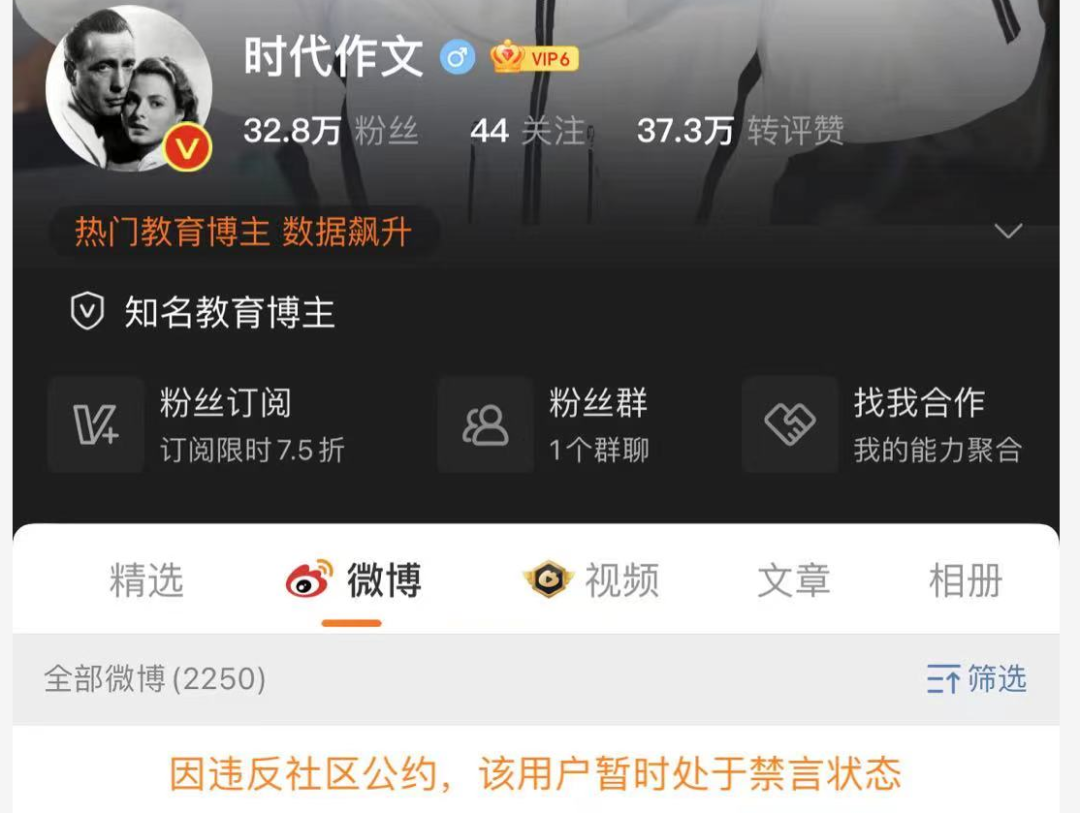 时代作文 VIP6
32.8万 粉丝 44 关注 37.3万 转评赞
热门教育博主 数据飙升
知名教育博主
粉丝订阅 粉丝群 找我合作
订阅限时7.5折 1个群聊 我的能力聚合
精选 微博 视频 文章 相册
全部微博(2250) 筛选
因违反社区公约，该用户暂时处于禁言状态